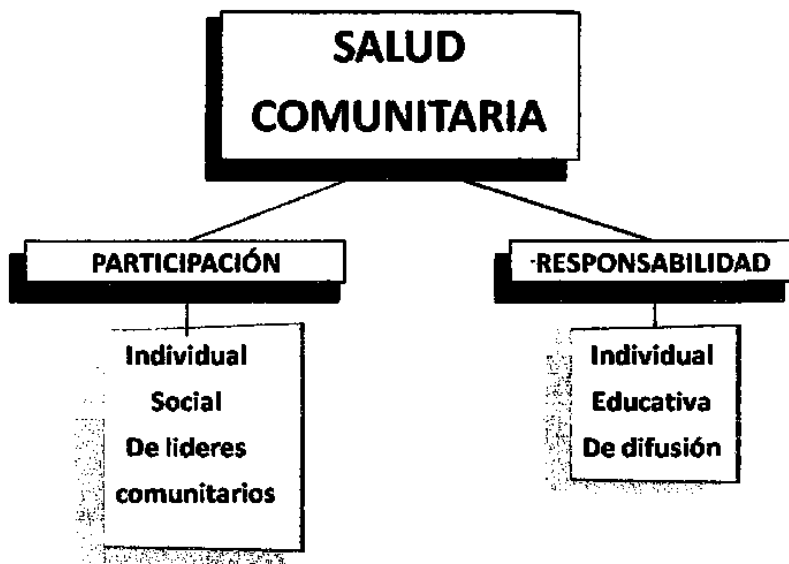 SALUD
COMUNITARIA
PARTICIPACIÓN
RESPONSABILIDAD
Individual
Social
De lideres
comunitarios
Individual
Educativa
De difusión